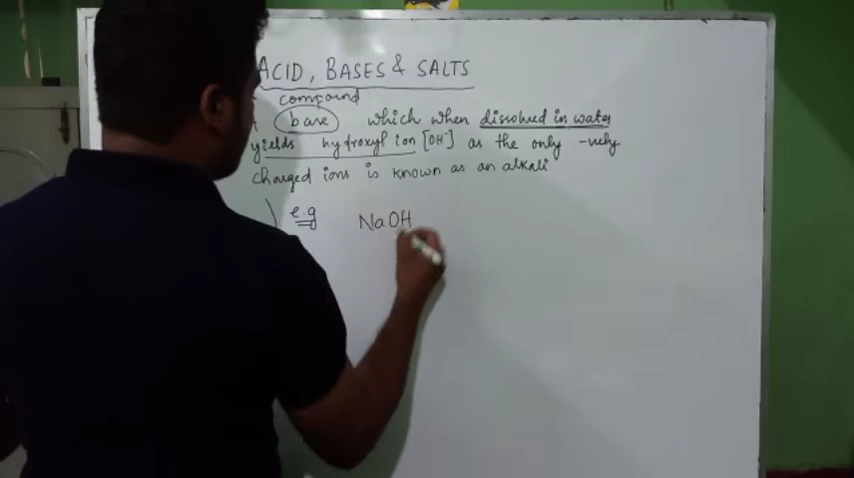 ACID, BASES & SALTS
compound
base which when dissolved in water
yields hydroxyl ion [OH⁻] as the only -vely
charged ions is known as an alkali
e.g NaOH